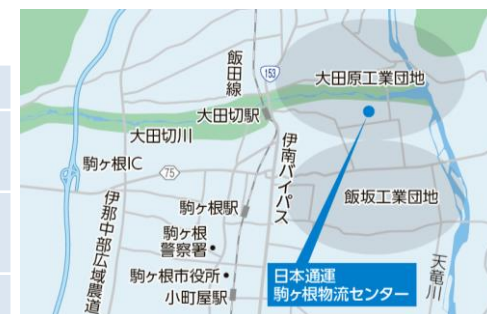 飯田線
153
大田原工業団地
大田切駅
大田切川
駒ヶ根IC
75
伊南バイパス
飯坂工業団地
伊那中部広域農道
駒ヶ根駅
駒ヶ根
警察署
駒ヶ根市役所
小町屋駅
日本通運
駒ヶ根物流センター
天竜川